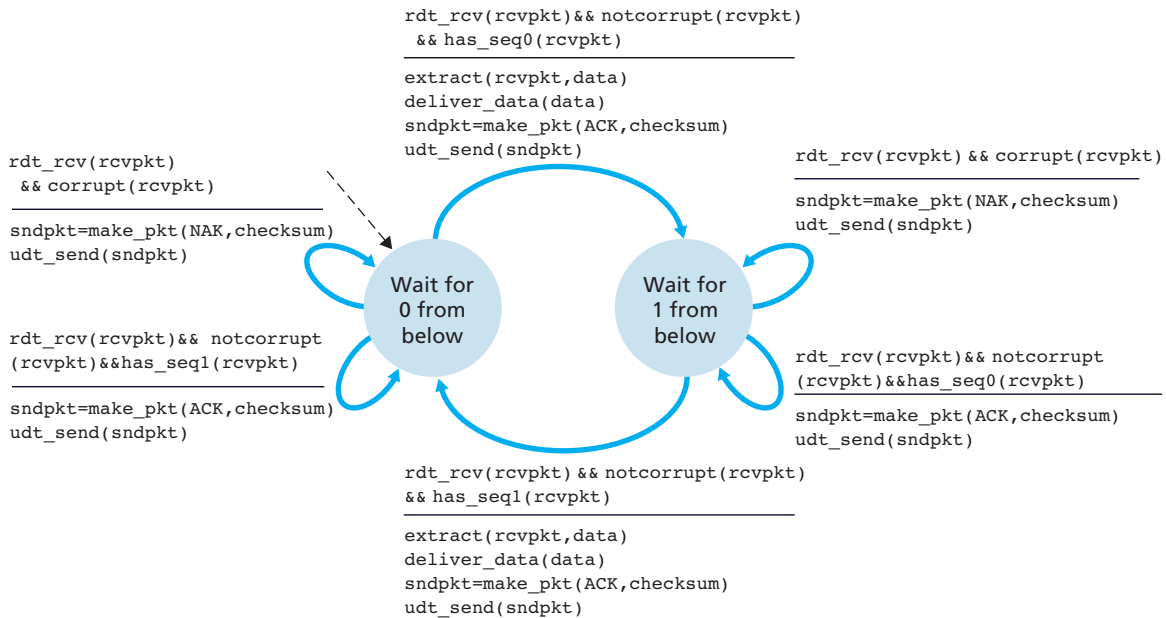 rdt_rcv(rcvpkt)&& notcorrupt(rcvpkt)
&& has_seq0(rcvpkt)
extract(rcvpkt,data)
deliver_data(data)
sndpkt=make_pkt(ACK,checksum)
udt_send(sndpkt)
rdt_rcv(rcvpkt)
&& corrupt(rcvpkt)
sndpkt=make_pkt(NAK,checksum)
udt_send(sndpkt)
rdt_rcv(rcvpkt) && corrupt(rcvpkt)
sndpkt=make_pkt(NAK,checksum)
udt_send(sndpkt)
Wait for
0 from
below
Wait for
1 from
below
rdt_rcv(rcvpkt)&& notcorrupt
(rcvpkt)&&has_seq1(rcvpkt)
sndpkt=make_pkt(ACK,checksum)
udt_send(sndpkt)
rdt_rcv(rcvpkt)&& notcorrupt
(rcvpkt)&&has_seq0(rcvpkt)
sndpkt=make_pkt(ACK,checksum)
udt_send(sndpkt)
rdt_rcv(rcvpkt) && notcorrupt(rcvpkt)
&& has_seq1(rcvpkt)
extract(rcvpkt,data)
deliver_data(data)
sndpkt=make_pkt(ACK,checksum)
udt_send(sndpkt)